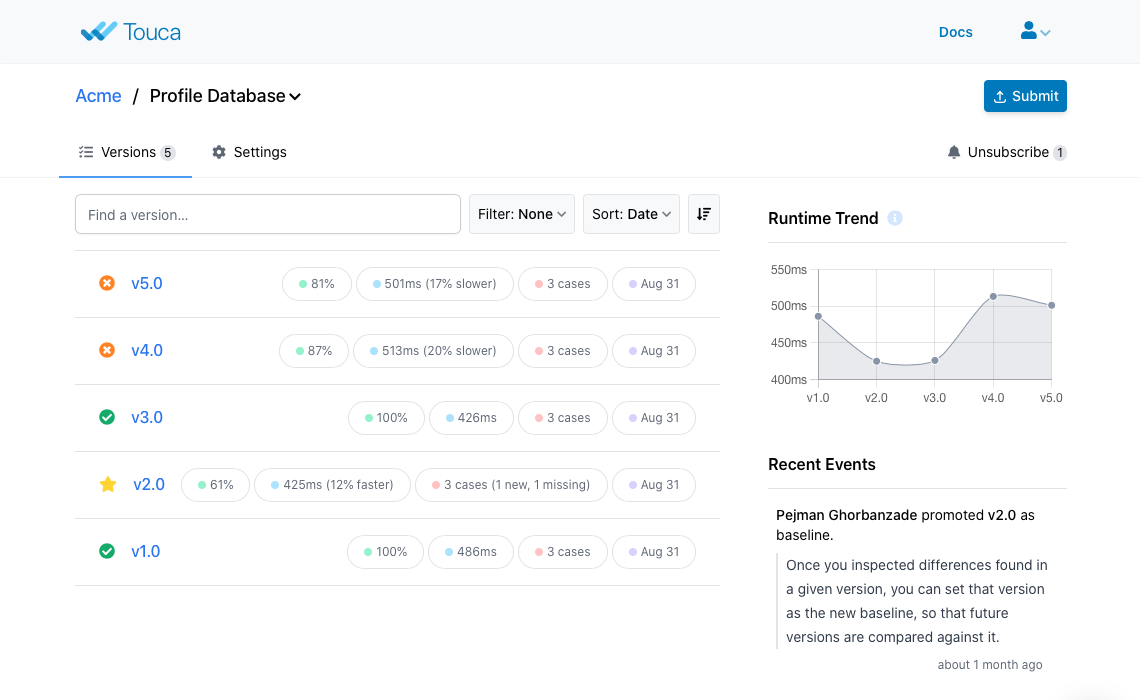 Touca
Docs
Acme / Profile Database
Submit
Versions 5
Settings
Unsubscribe 1
Find a version...
Filter: None
Sort: Date
v5.0 81% 501ms (17% slower) 3 cases Aug 31
v4.0 87% 513ms (20% slower) 3 cases Aug 31
v3.0 100% 426ms 3 cases Aug 31
v2.0 61% 425ms (12% faster) 3 cases (1 new, 1 missing) Aug 31
v1.0 100% 486ms 3 cases Aug 31
Runtime Trend i
550ms
500ms
450ms
400ms
v1.0 v2.0 v3.0 v4.0 v5.0
Recent Events
Pejman Ghorbanzade promoted v2.0 as
baseline.
Once you inspected differences found in
a given version, you can set that version
as the new baseline, so that future
versions are compared against it.
about 1 month ago